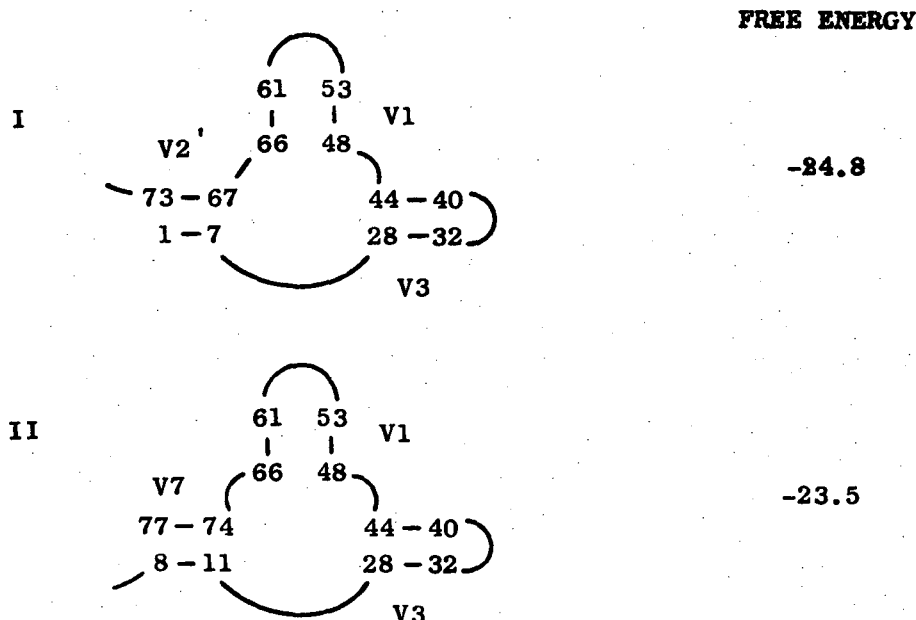 FREE ENERGY
61 53
I V1
V2' 66 48
-24.8
73 - 67 44 - 40
1 - 7 28 - 32
V3
61 53
II V1
66 48
V7 -23.5
77 - 74 44 - 40
8 - 11 28 - 32
V3